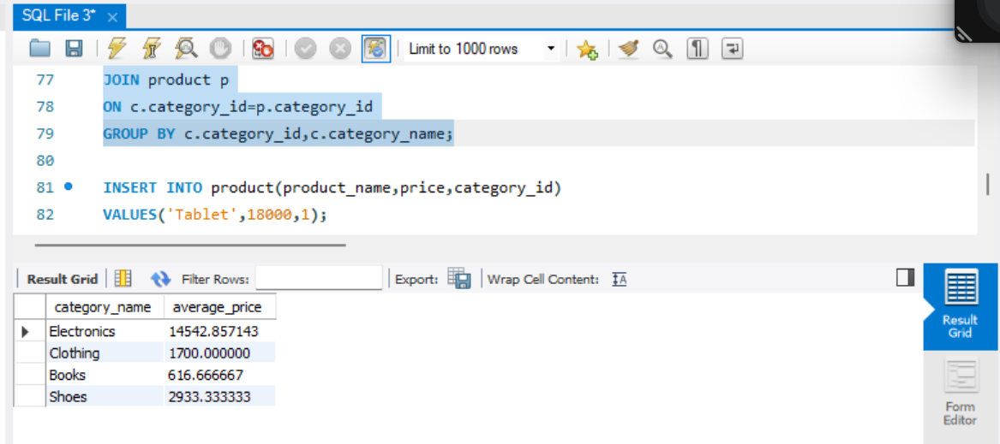 SQL File 3* ×
Limit to 1000 rows
77 JOIN product p
78 ON c.category_id=p.category_id
79 GROUP BY c.category_id,c.category_name;
80
81 INSERT INTO product(product_name,price,category_id)
82 VALUES('Tablet',18000,1);
Result Grid Filter Rows: Export: Wrap Cell Content: IA
category_name average_price
Electronics 14542.857143
Clothing 1700.000000
Books 616.666667
Shoes 2933.333333
Result
Grid
Form
Editor